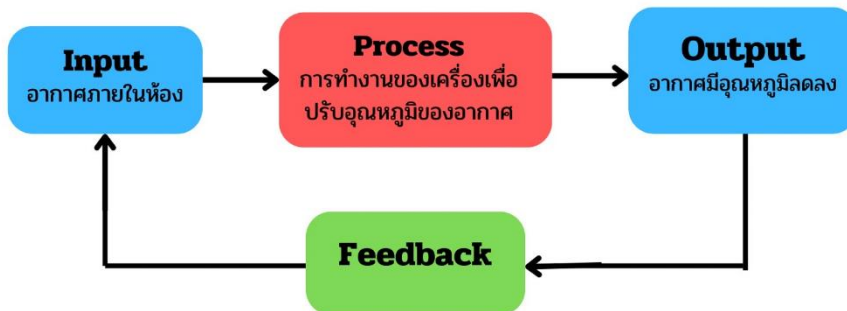 Input
อากาศภายในห้อง
Process
การทำงานของเครื่องเพื่อ
ปรับอุณหภูมิของอากาศ
Output
อากาศมีอุณหภูมิลดลง
Feedback